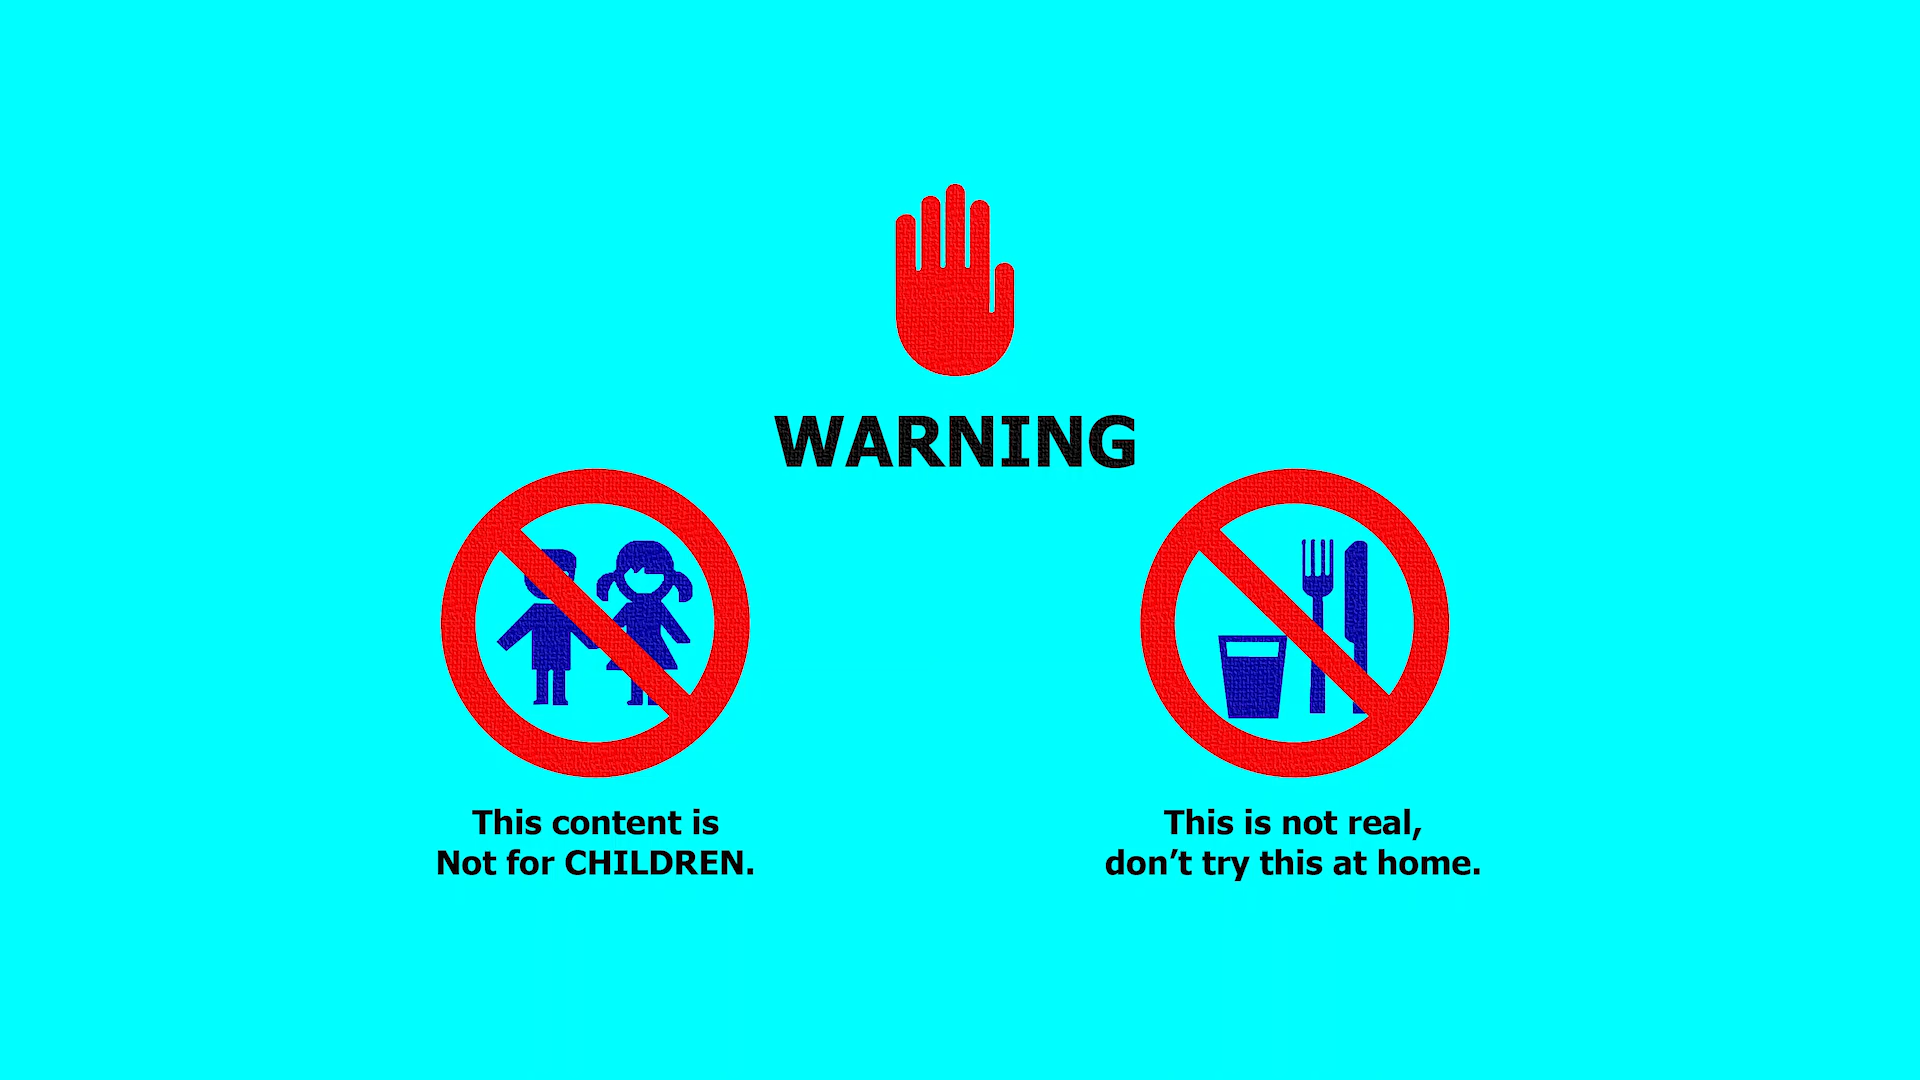 WARNING
This content is
Not for CHILDREN.
This is not real,
don’t try this at home.